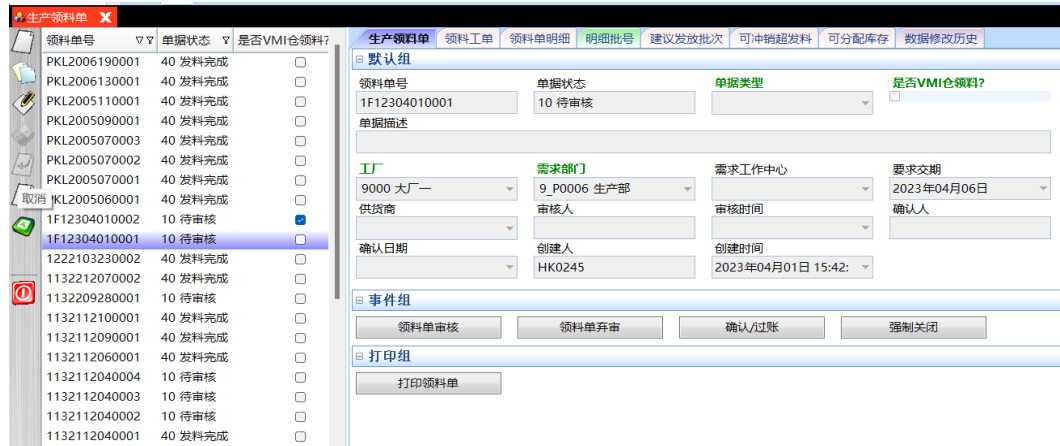 生产领料单 X
领料单号 单据状态 是否VMI仓领料?
PKL2006190001 40 发料完成
PKL2006130001 40 发料完成
PKL2005110001 40 发料完成
PKL2005090001 40 发料完成
PKL2005070003 40 发料完成
PKL2005070002 40 发料完成
PKL2005070001 40 发料完成
取消
PKL2005060001 40 发料完成
1F12304010002 10 待审核
1F12304010001 10 待审核
1222103230002 40 发料完成
1132212070002 40 发料完成
1132209280001 10 待审核
1132112100001 40 发料完成
1132112090001 40 发料完成
1132112060001 40 发料完成
1132112040004 10 待审核
1132112040003 10 待审核
1132112040002 10 待审核
1132112040001 40 发料完成
生产领料单 领料工单 领料单明细 明细批号 建议发放批次 可冲销超发料 可分配库存 数据修改历史
默认组
领料单号 单据状态 单据类型 是否VMI仓领料?
1F12304010001 10 待审核
单据描述
工厂 需求部门 需求工作中心 要求交期
9000 大厂一 9_P0006 生产部 2023年04月06日
供货商 审核人 审核时间 确认人
确认日期 创建人 创建时间
HK0245 2023年04月01日 15:42:
事件组
领料单审核 领料单弃审 确认/过账 强制关闭
打印组
打印领料单